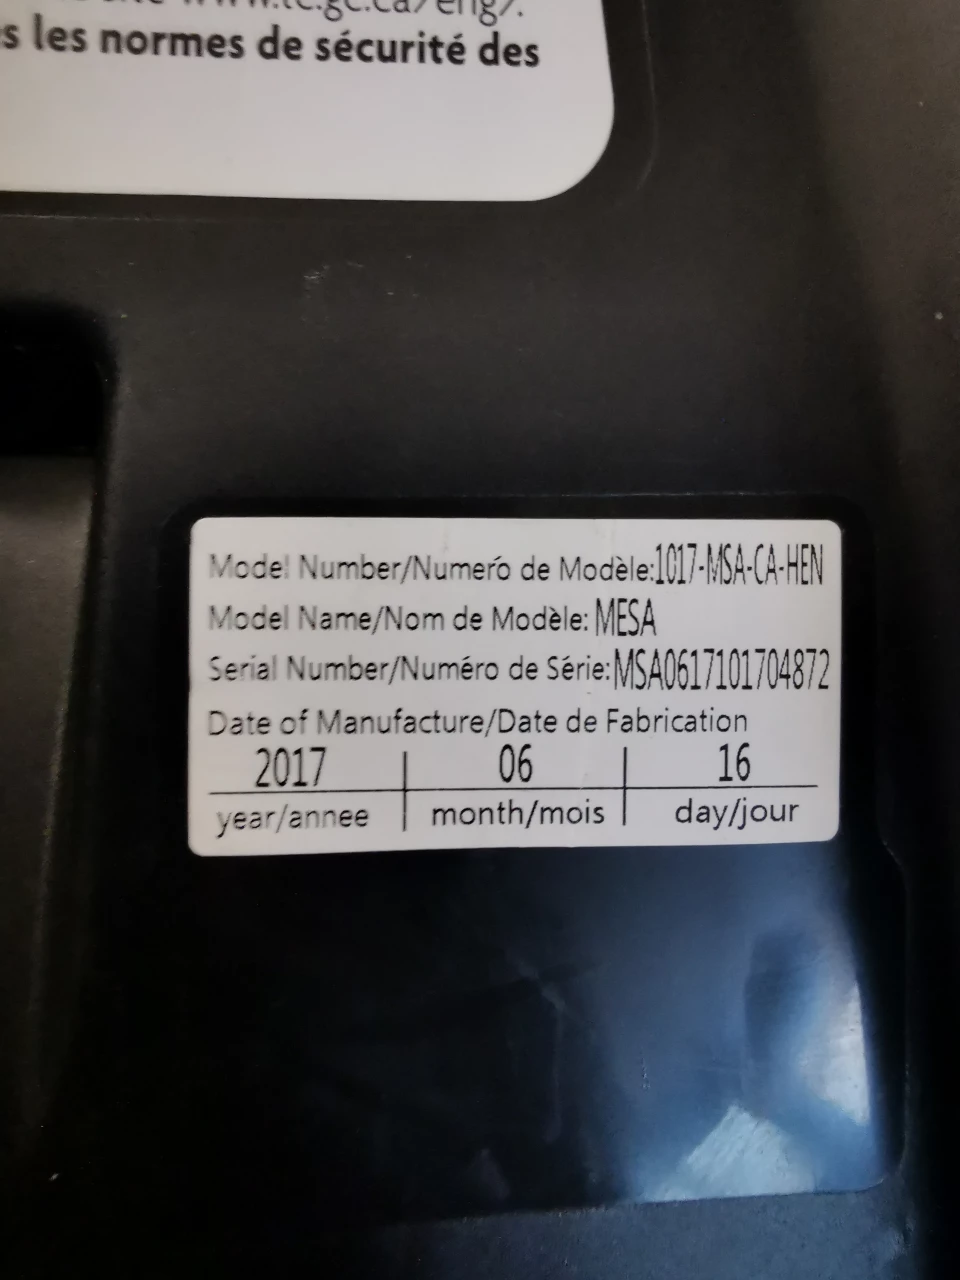 s les normes de sécurité des
Model Number/Numeró de Modèle:1017-MSA-CA-HEN
Model Name/Nom de Modèle: MESA
Serial Number/Numéro de Série:MSA0617101704872
Date of Manufacture/Date de Fabrication
2017 06 16
year/annee month/mois day/jour